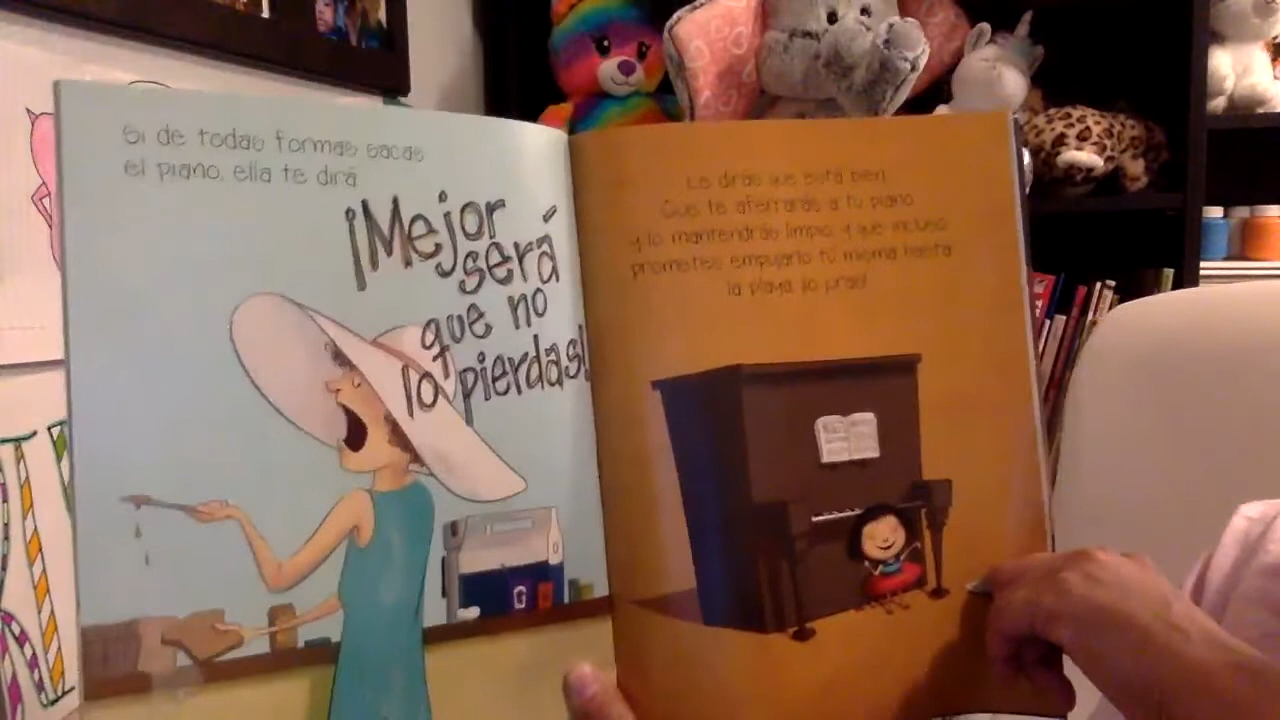 Si de todas formas sacas
el piano, ella te dirá
¡Mejor
será
que no
lo pierdas!
Le dirás que está bien.
Que te aferrarás a tu piano
y lo mantendrás limpio, y que incluso
prometes empujarlo tú misma hasta
la playa. ¡Lo juras!